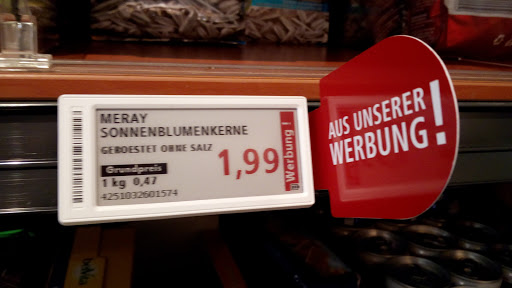 MERAY
SONNENBLUMENKERNE
GEROESTET OHNE SALZ
1,99
Werbung!
Grundpreis
1 kg 0,47
4251032601574
AUS UNSERER
WERBUNG!